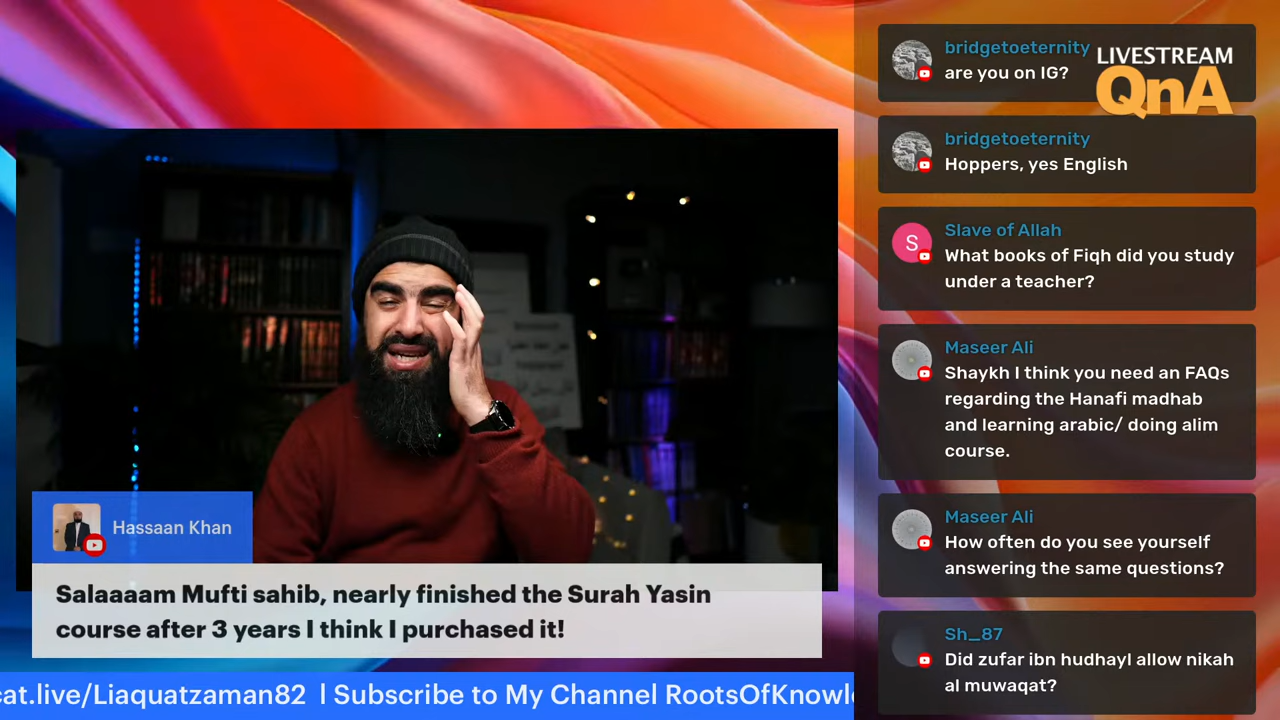 Hassaan Khan
Salaaaam Mufti sahib, nearly finished the Surah Yasin
course after 3 years I think I purchased it!
cat.live/Liaquatzaman82 | Subscribe to My Channel RootsOfKnowl
LIVESTREAM
QnA
bridgetoeternity
are you on IG?
bridgetoeternity
Hoppers, yes English
S
Slave of Allah
What books of Fiqh did you study
under a teacher?
Maseer Ali
Shaykh I think you need an FAQs
regarding the Hanafi madhab
and learning arabic/ doing alim
course.
Maseer Ali
How often do you see yourself
answering the same questions?
Sh_87
Did zufar ibn hudhayl allow nikah
al muwaqat?